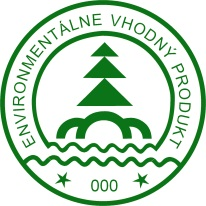 ENVIRONMENTÁLNE VHODNÝ PRODUKT
000